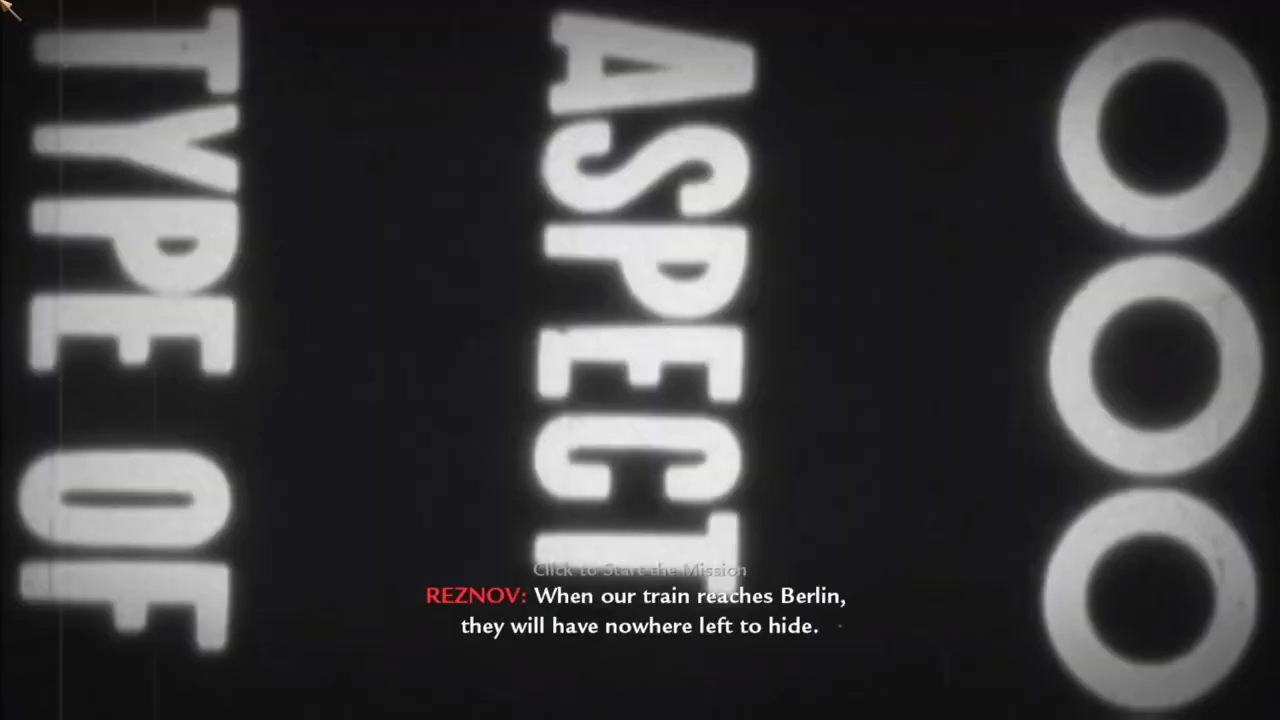 TYPE OF
ASPECT
OOO
Click to Start the Mission
REZNOV: When our train reaches Berlin,
they will have nowhere left to hide.